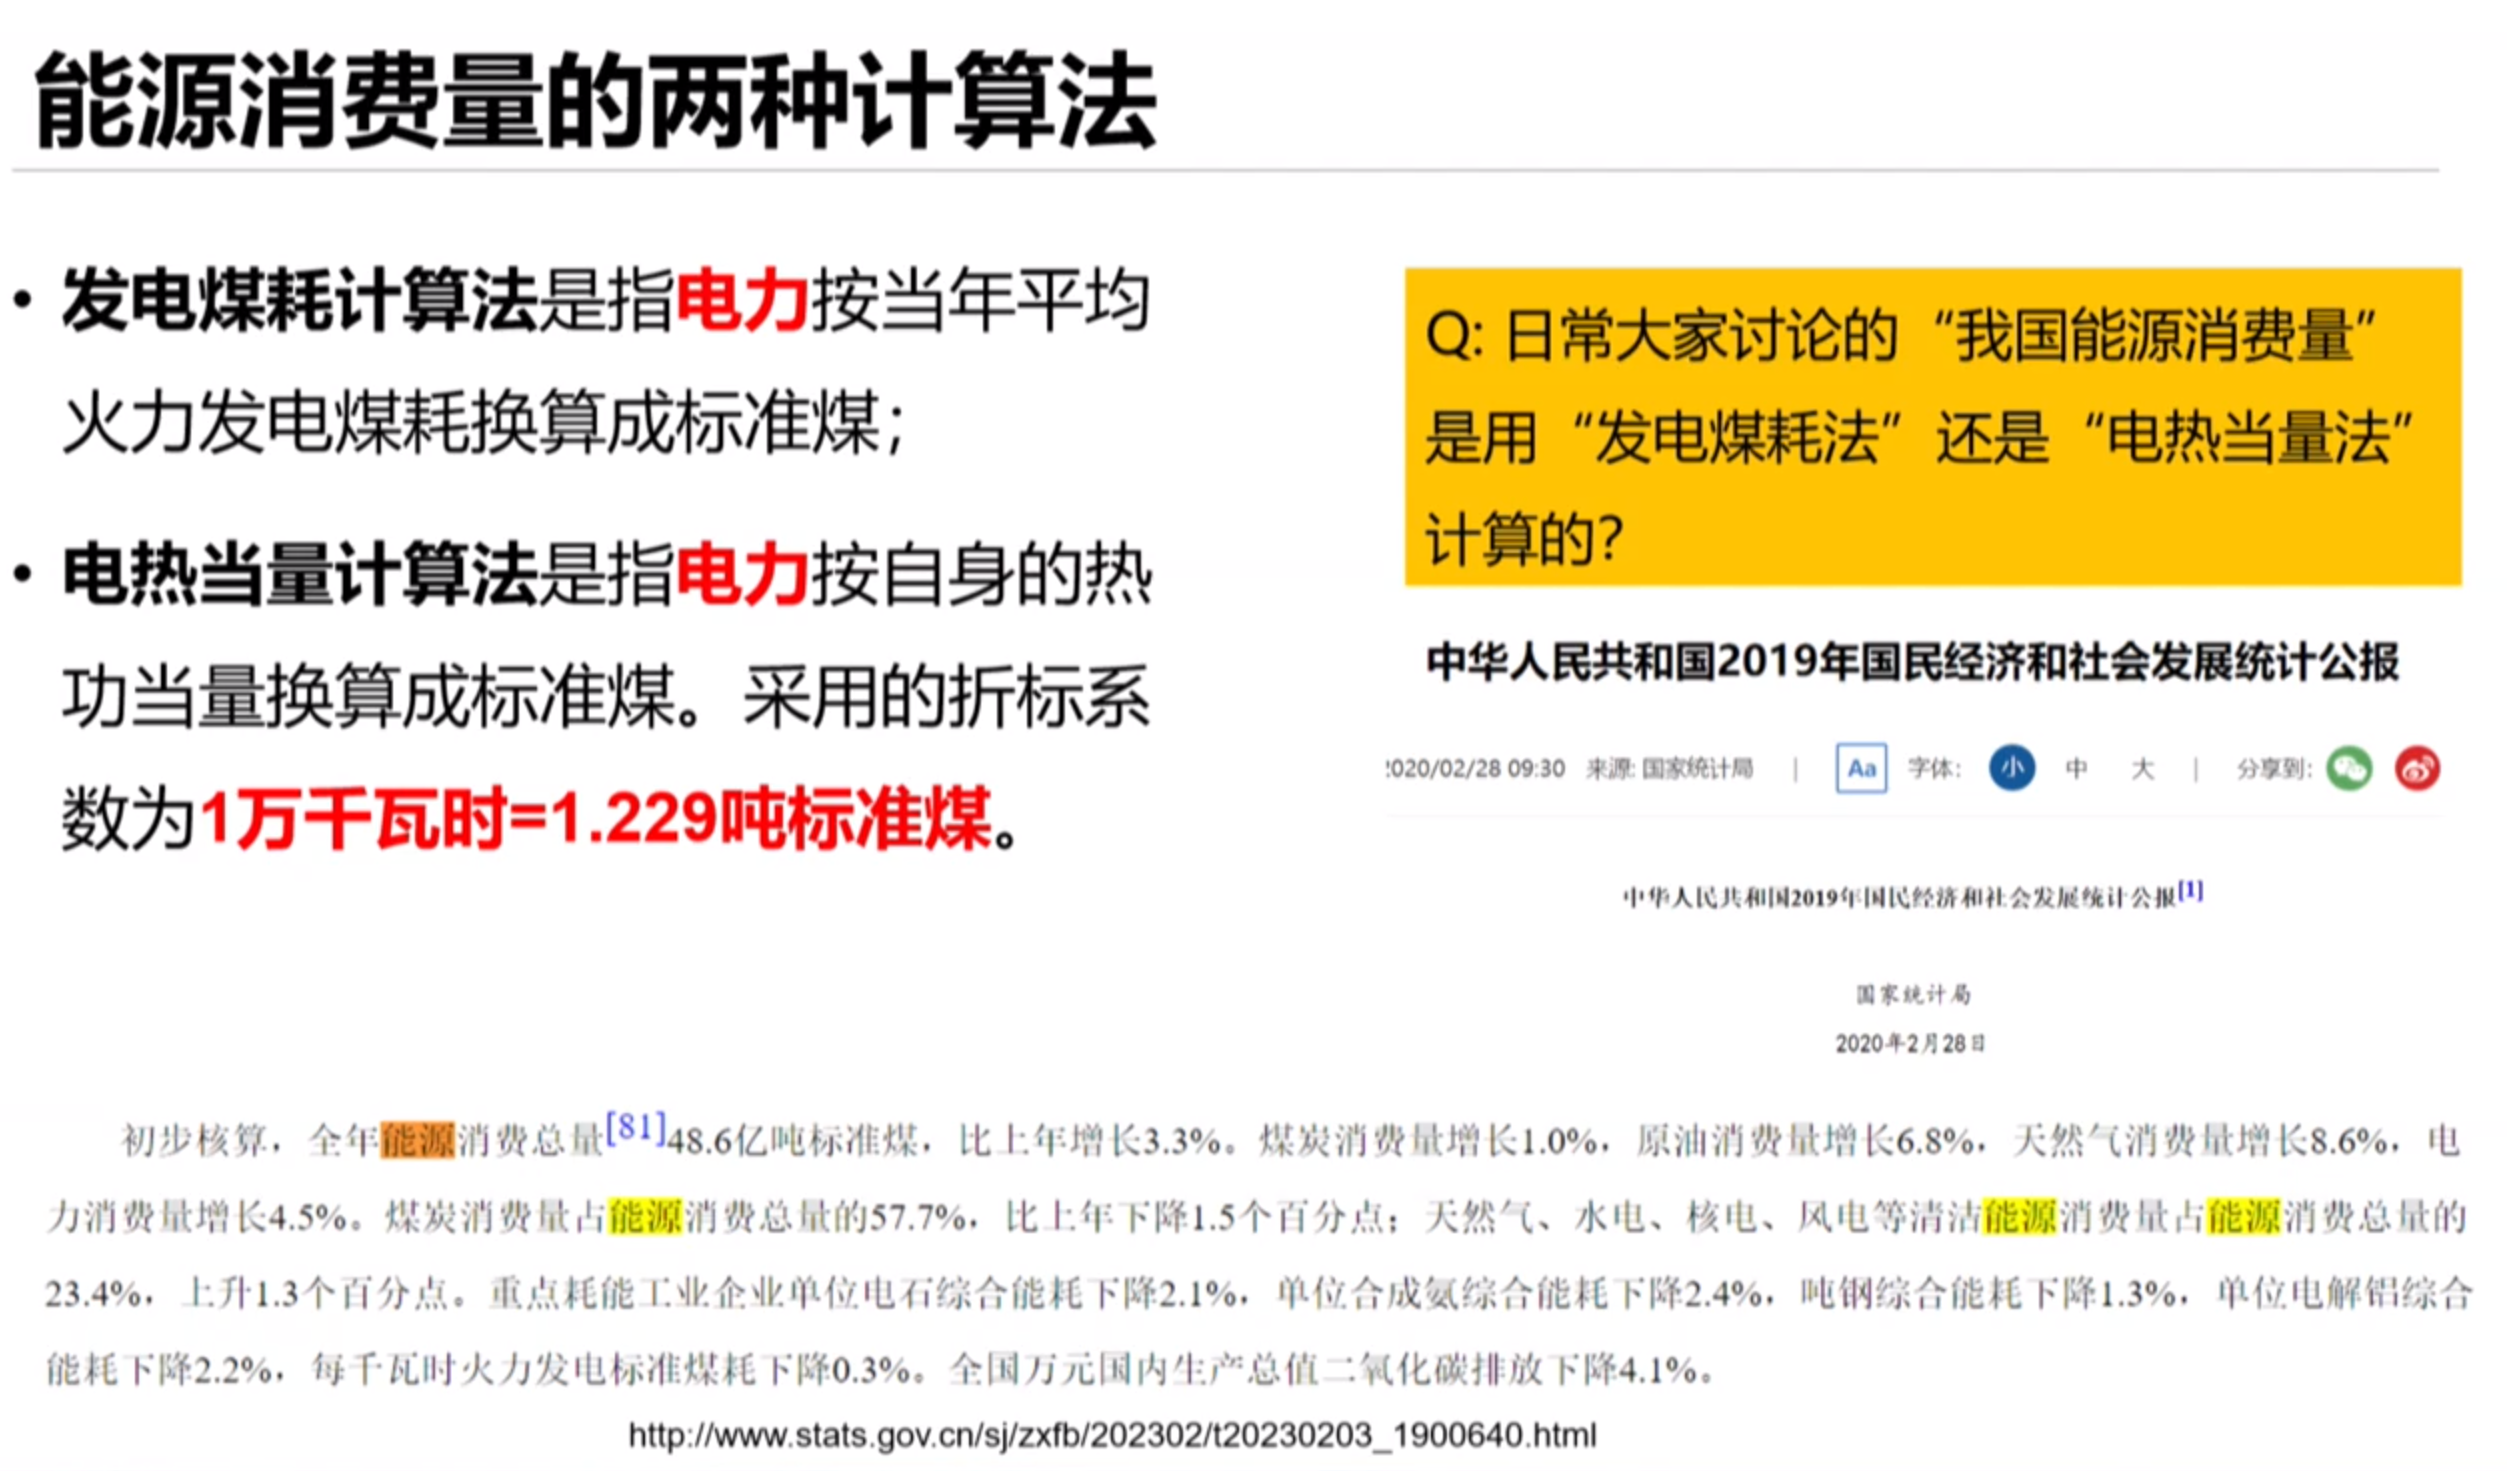 能源消费量的两种计算法
• 发电煤耗计算法是指电力按当年平均
火力发电煤耗换算成标准煤；
• 电热当量计算法是指电力按自身的热
功当量换算成标准煤。采用的折标系
数为1万千瓦时=1.229吨标准煤。
Q: 日常大家讨论的“我国能源消费量”
是用“发电煤耗法”还是“电热当量法”
计算的？
中华人民共和国2019年国民经济和社会发展统计公报
2020/02/28 09:30 来源: 国家统计局 | Aa 字体: 小 中 大 | 分享到:
中华人民共和国2019年国民经济和社会发展统计公报[1]
国家统计局
2020年2月28日
初步核算，全年能源消费总量[81]48.6亿吨标准煤，比上年增长3.3%。煤炭消费量增长1.0%，原油消费量增长6.8%，天然气消费量增长8.6%，电
力消费量增长4.5%。煤炭消费量占能源消费总量的57.7%，比上年下降1.5个百分点；天然气、水电、核电、风电等清洁能源消费量占能源消费总量的
23.4%，上升1.3个百分点。重点耗能工业企业单位电石综合能耗下降2.1%，单位合成氨综合能耗下降2.4%，吨钢综合能耗下降1.3%，单位电解铝综合
能耗下降2.2%，每千瓦时火力发电标准煤耗下降0.3%。全国万元国内生产总值二氧化碳排放下降4.1%。
http://www.stats.gov.cn/sj/zxfb/202302/t20230203_1900640.html